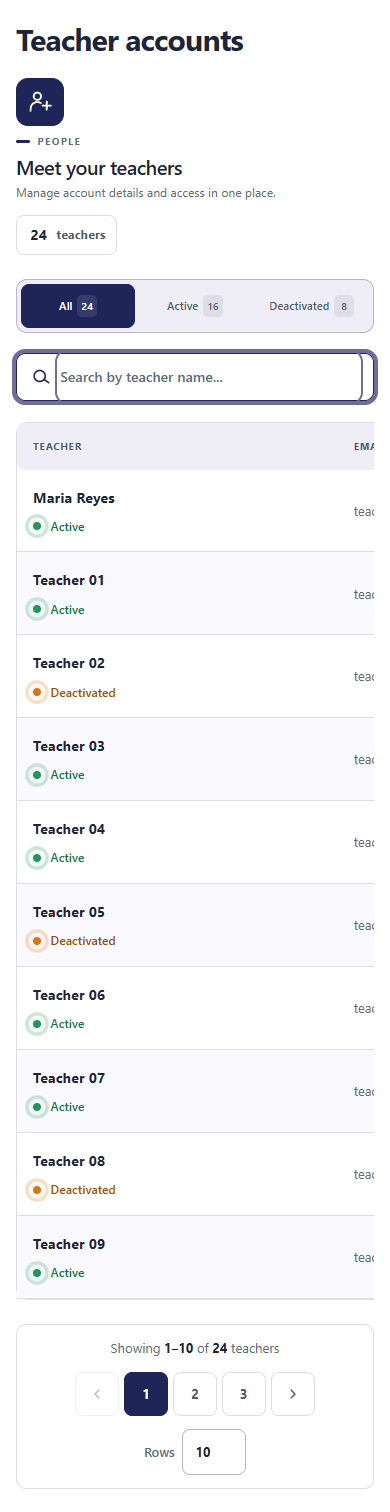 Teacher accounts
PEOPLE
Meet your teachers
Manage account details and access in one place.
24 teachers
All 24 Active 16 Deactivated 8
Search by teacher name...
TEACHER
Maria Reyes
Active
Teacher 01
Active
Teacher 02
Deactivated
Teacher 03
Active
Teacher 04
Active
Teacher 05
Deactivated
Teacher 06
Active
Teacher 07
Active
Teacher 08
Deactivated
Teacher 09
Active
Showing 1–10 of 24 teachers
1 2 3
Rows 10